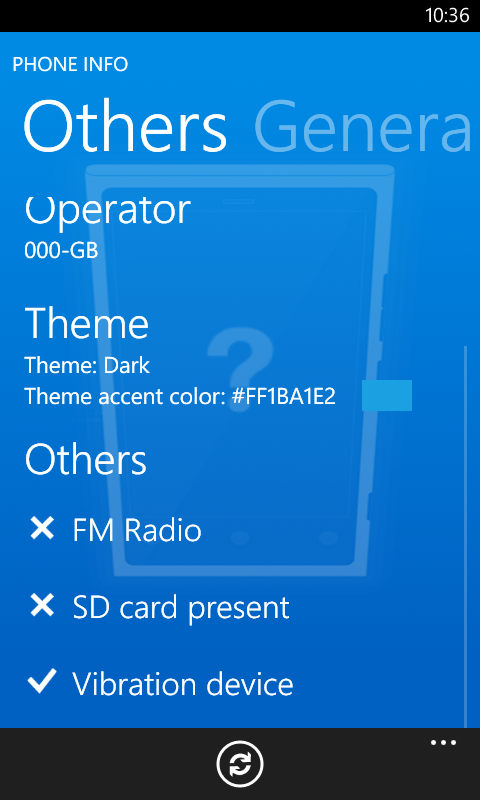 10:36
PHONE INFO
Others Genera
Operator
000-GB
Theme
Theme: Dark
Theme accent color: #FF1BA1E2
Others
FM Radio
SD card present
Vibration device